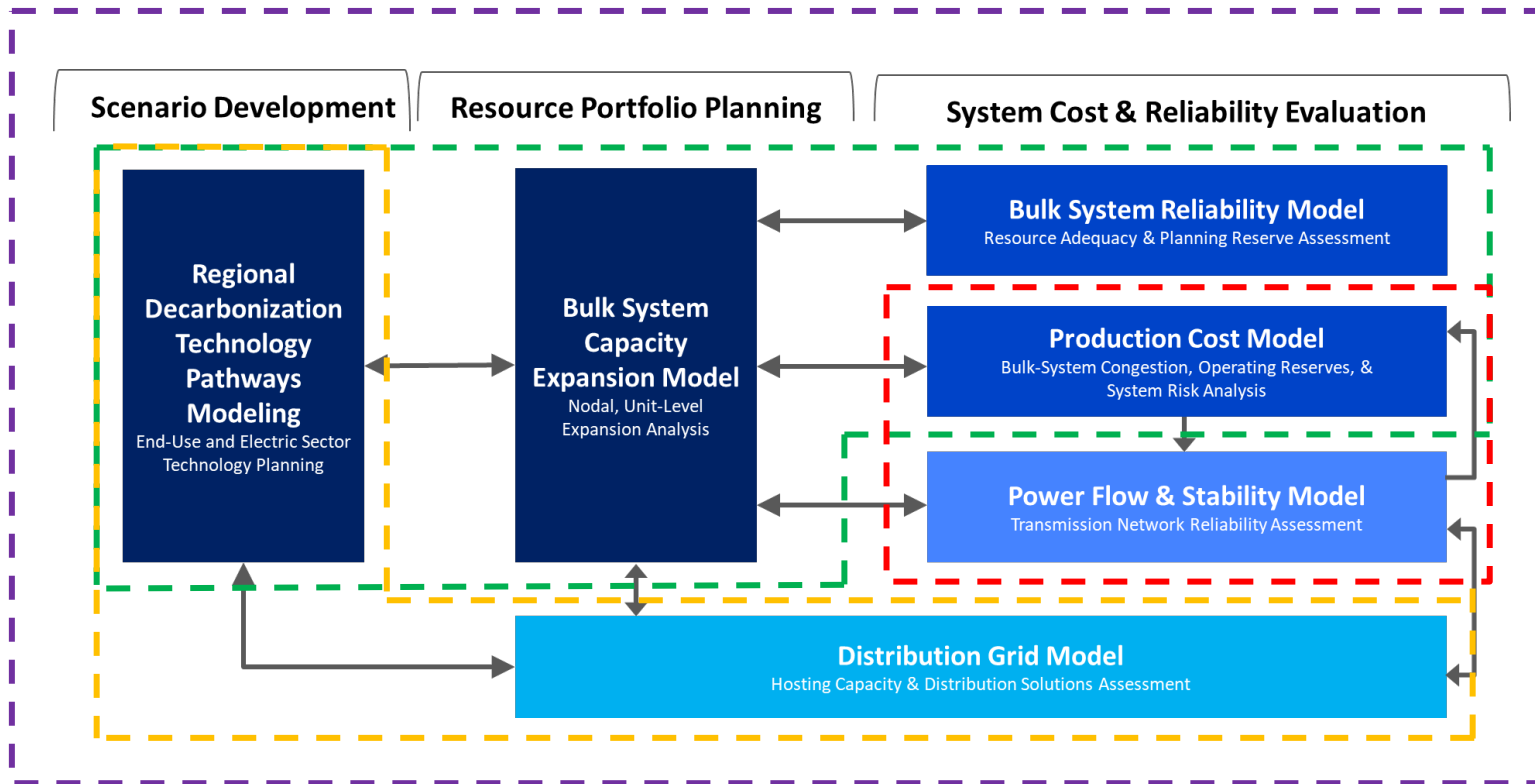 Scenario Development
Resource Portfolio Planning
System Cost & Reliability Evaluation
Regional
Decarbonization
Technology
Pathways
Modeling
End-Use and Electric Sector
Technology Planning
Bulk System
Capacity
Expansion Model
Nodal, Unit-Level
Expansion Analysis
Bulk System Reliability Model
Resource Adequacy & Planning Reserve Assessment
Production Cost Model
Bulk-System Congestion, Operating Reserves, &
System Risk Analysis
Power Flow & Stability Model
Transmission Network Reliability Assessment
Distribution Grid Model
Hosting Capacity & Distribution Solutions Assessment